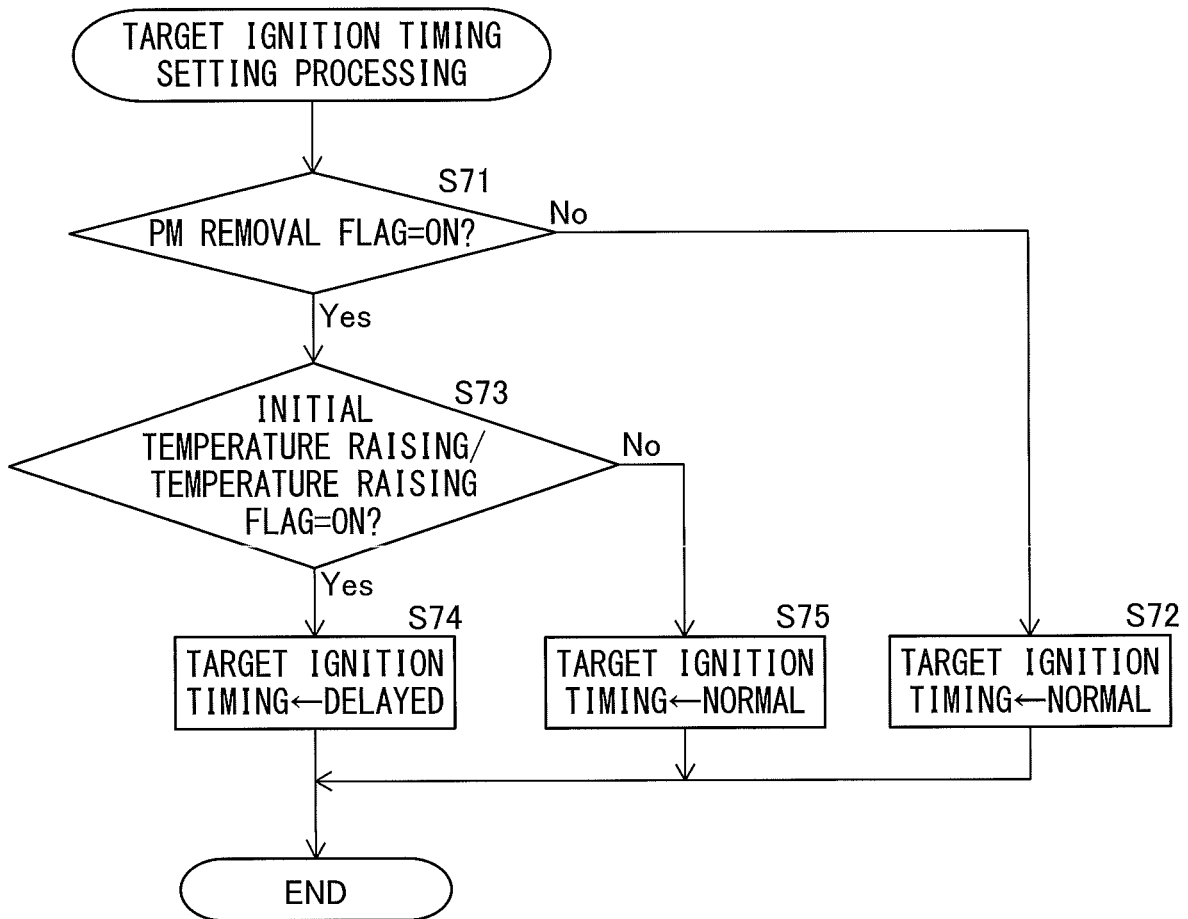 TARGET IGNITION TIMING
SETTING PROCESSING
S71
PM REMOVAL FLAG=ON?
No
Yes
S73
INITIAL
TEMPERATURE RAISING/
TEMPERATURE RAISING
FLAG=ON?
No
Yes
S74
TARGET IGNITION
TIMING←DELAYED
S75
TARGET IGNITION
TIMING←NORMAL
S72
TARGET IGNITION
TIMING←NORMAL
END